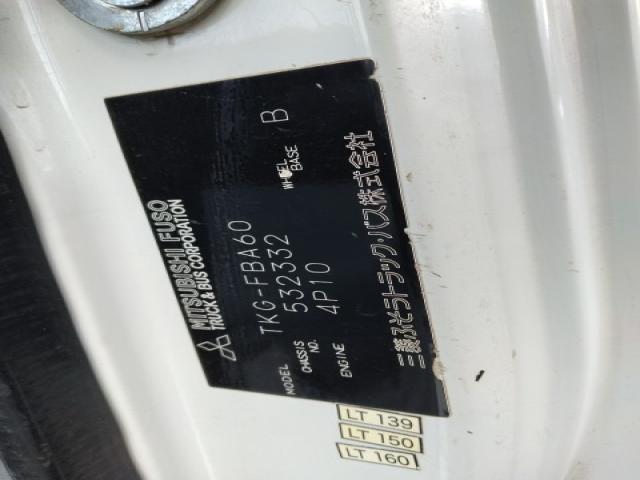 MITSUBISHI FUSO
TRUCK & BUS CORPORATION
MODEL TKG-FBA60
CHASSIS NO. 532332 WHEEL BASE B
ENGINE 4P10
三菱ふそうトラック・バス株式会社
LT 139
LT 150
LT 160